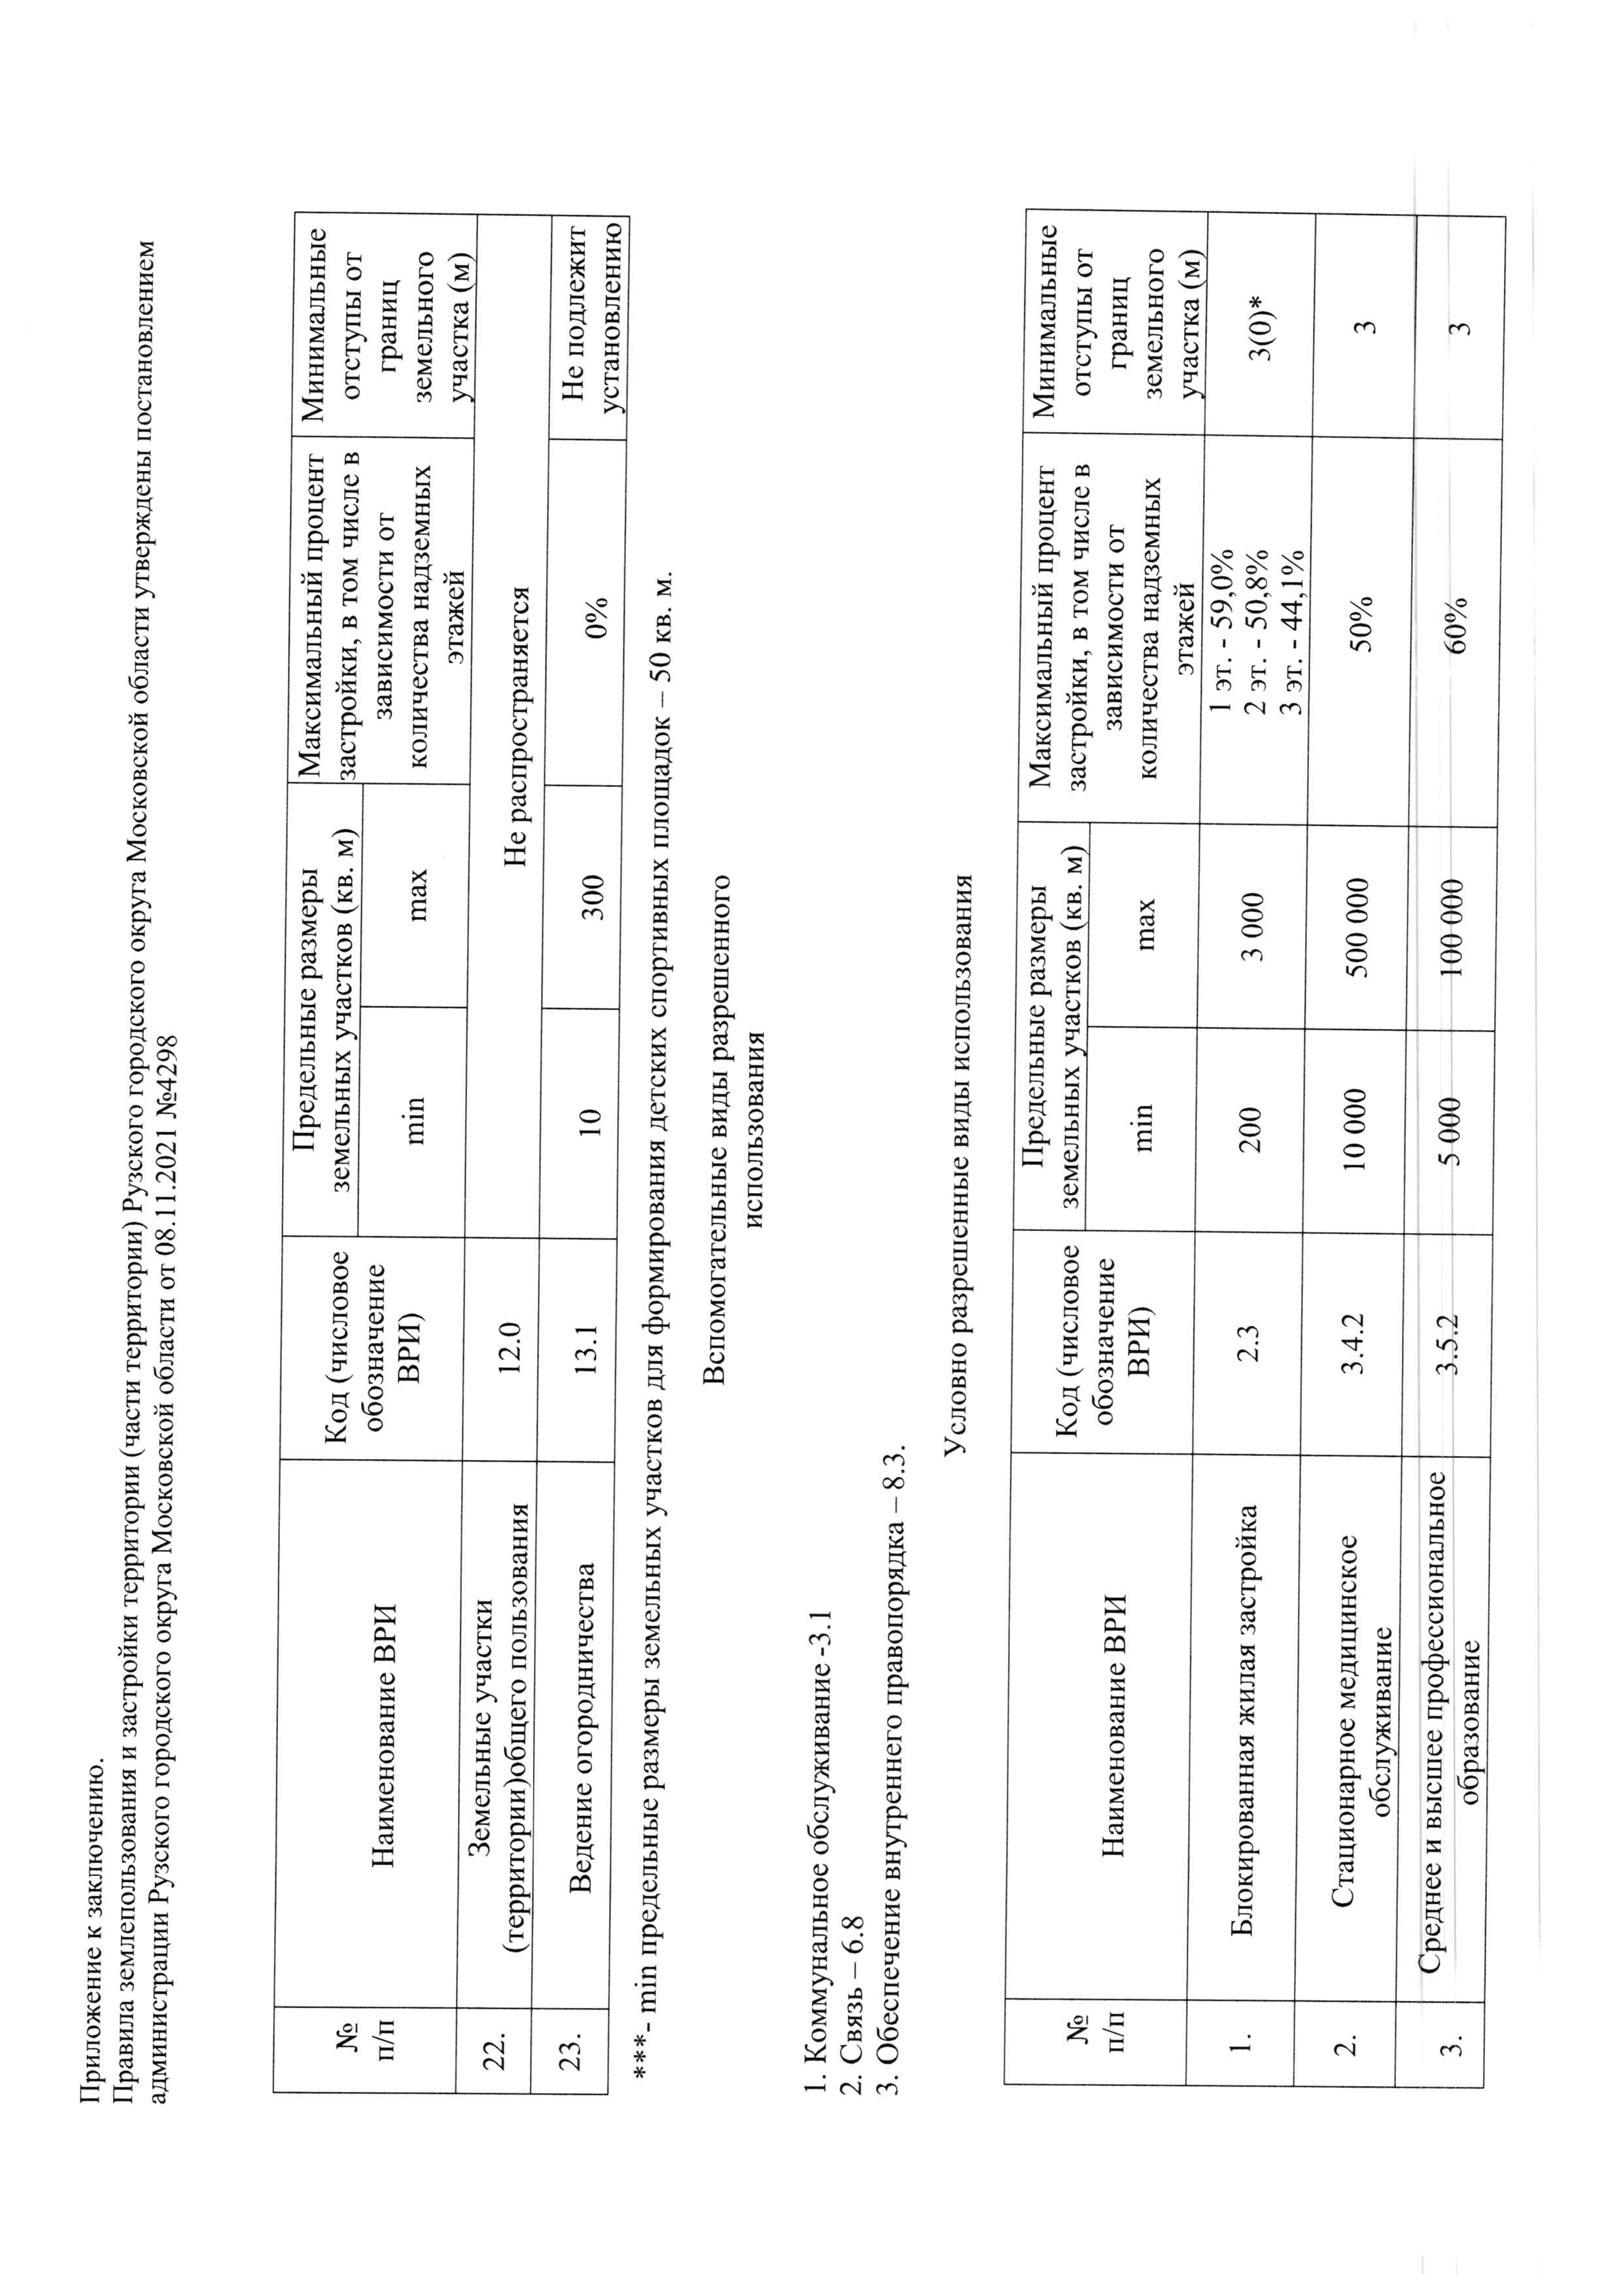 Приложение к заключению.
Правила землепользования и застройки территории (части территории) Рузского городского округа Московской области утверждены постановлением
администрации Рузского городского округа Московской области от 08.11.2021 №4298
№
п/п
Наименование ВРИ
Код (числовое
обозначение
ВРИ)
Предельные размеры
земельных участков (кв. м)
min
max
Максимальный процент
застройки, в том числе в
зависимости от
количества надземных
этажей
Минимальные
отступы от
границ
земельного
участка (м)
22.
Земельные участки
(территории)общего пользования
12.0
Не распространяется
23.
Ведение огородничества
13.1
10
300
0%
Не подлежит
установлению
***- min предельные размеры земельных участков для формирования детских спортивных площадок – 50 кв. м.
Вспомогательные виды разрешенного
использования
1. Коммунальное обслуживание -3.1
2. Связь – 6.8
3. Обеспечение внутреннего правопорядка – 8.3.
Условно разрешенные виды использования
№
п/п
Наименование ВРИ
Код (числовое
обозначение
ВРИ)
Предельные размеры
земельных участков (кв. м)
min
max
Максимальный процент
застройки, в том числе в
зависимости от
количества надземных
этажей
Минимальные
отступы от
границ
земельного
участка (м)
1.
Блокированная жилая застройка
2.3
200
3 000
1 эт. - 59,0%
2 эт. - 50,8%
3 эт. - 44,1%
3(0)*
2.
Стационарное медицинское
обслуживание
3.4.2
10 000
500 000
50%
3
3.
Среднее и высшее профессиональное
образование
3.5.2
5 000
100 000
60%
3